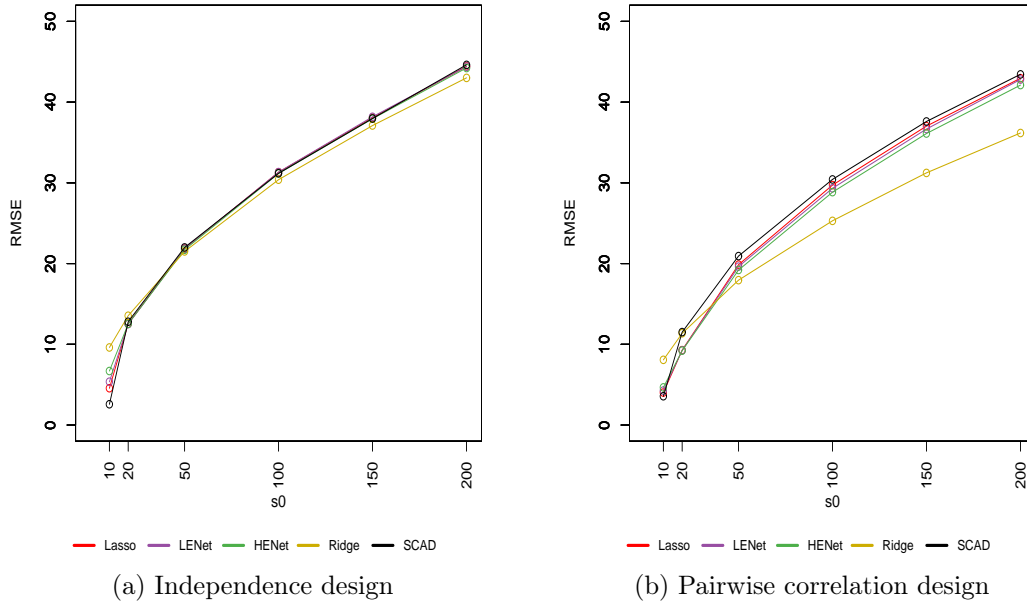 RMSE
50
40
30
20
10
0
10 20 50 100 150 200
s0
Lasso LENet HENet Ridge SCAD
(a) Independence design
RMSE
50
40
30
20
10
0
10 20 50 100 150 200
s0
Lasso LENet HENet Ridge SCAD
(b) Pairwise correlation design